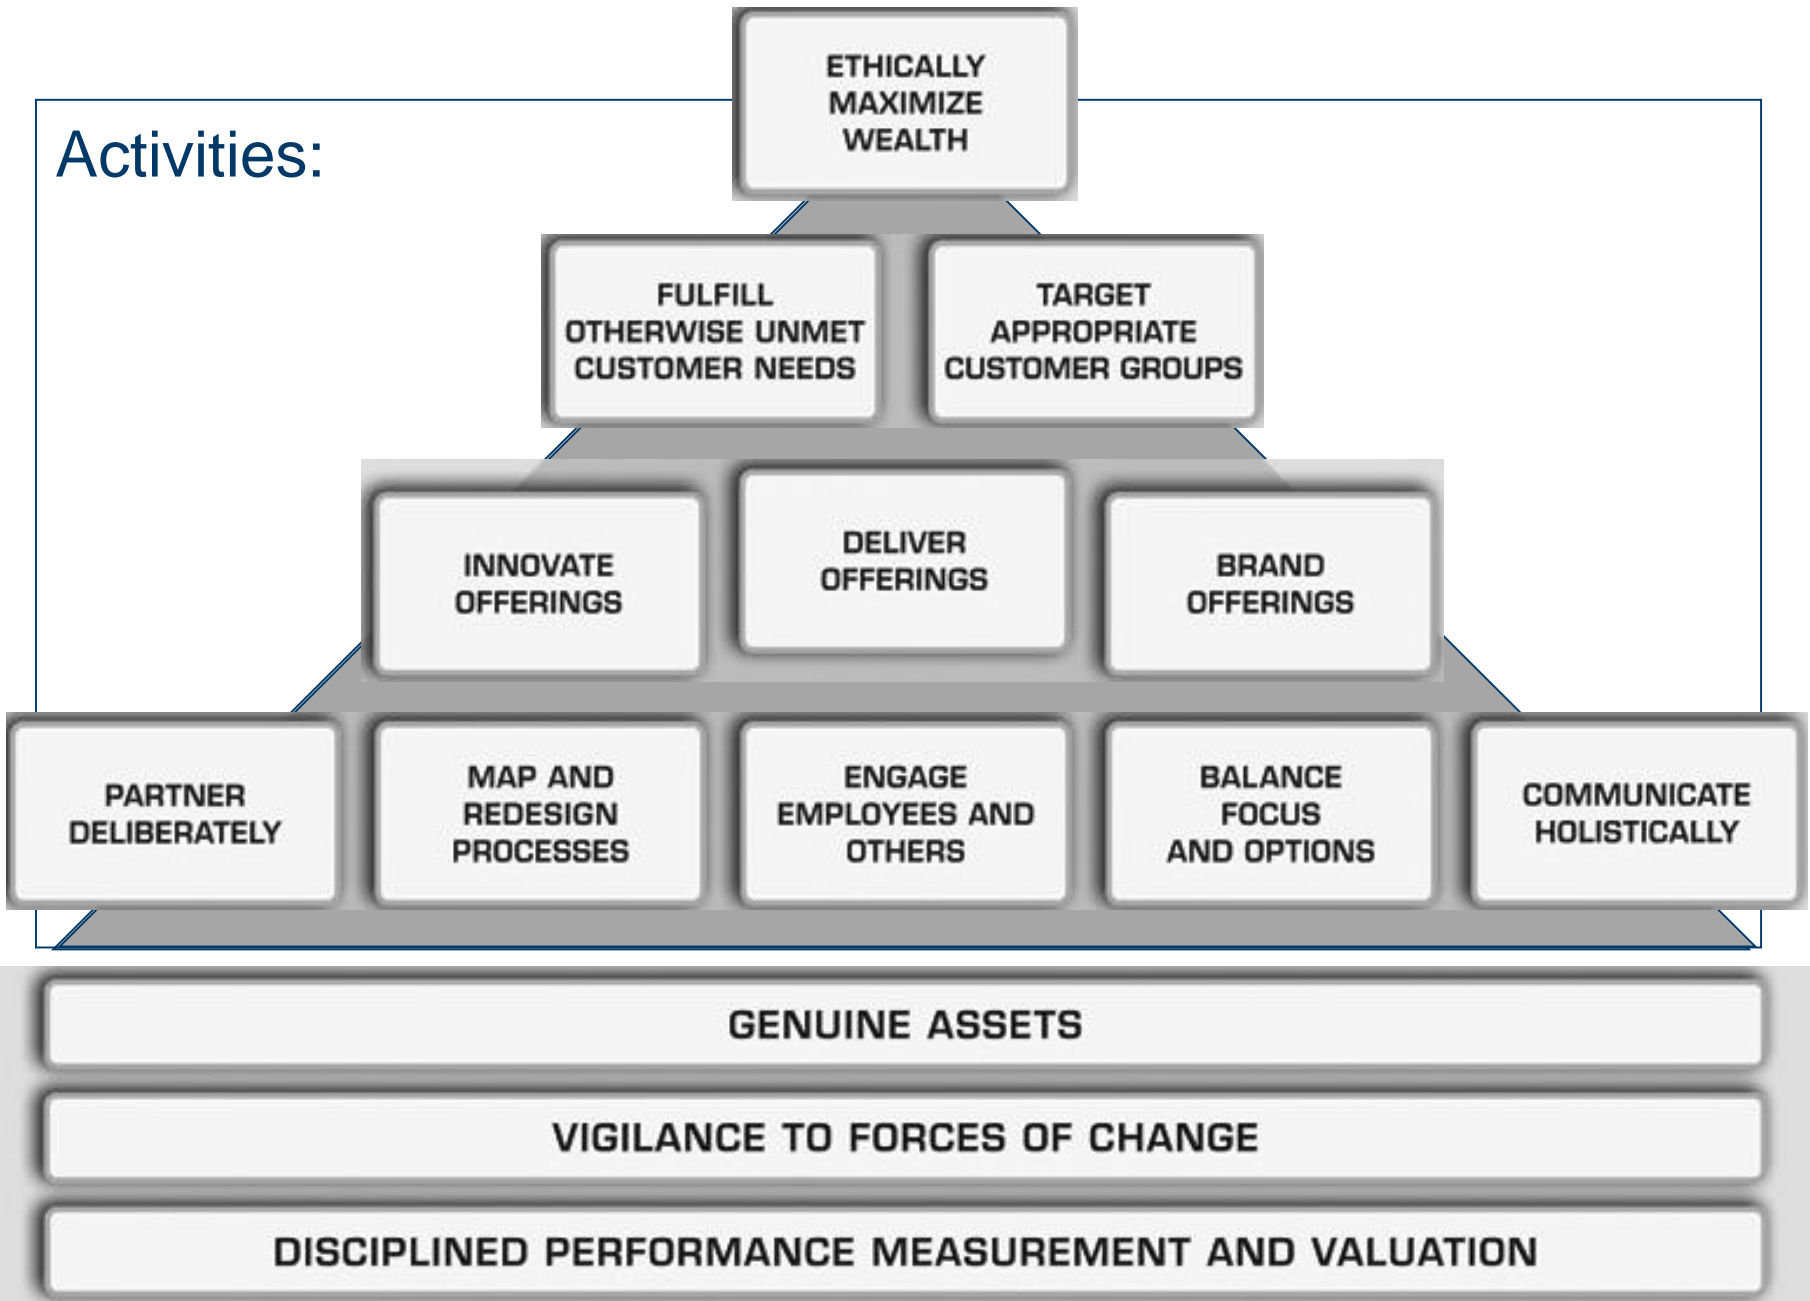 ETHICALLY
MAXIMIZE
WEALTH
Activities:
FULFILL
OTHERWISE UNMET
CUSTOMER NEEDS
TARGET
APPROPRIATE
CUSTOMER GROUPS
INNOVATE
OFFERINGS
DELIVER
OFFERINGS
BRAND
OFFERINGS
PARTNER
DELIBERATELY
MAP AND
REDESIGN
PROCESSES
ENGAGE
EMPLOYEES AND
OTHERS
BALANCE
FOCUS
AND OPTIONS
COMMUNICATE
HOLISTICALLY
GENUINE ASSETS
VIGILANCE TO FORCES OF CHANGE
DISCIPLINED PERFORMANCE MEASUREMENT AND VALUATION